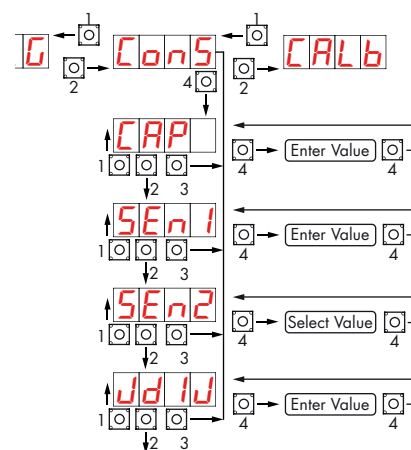 1 1
G ConS CALb
2 4 2
CAP
4 Enter Value 4
1 2 3
SEn1
4 Enter Value 4
1 2 3
SEn2
4 Select Value 4
1 2 3
Jd1J
4 Enter Value 4
1 2 3